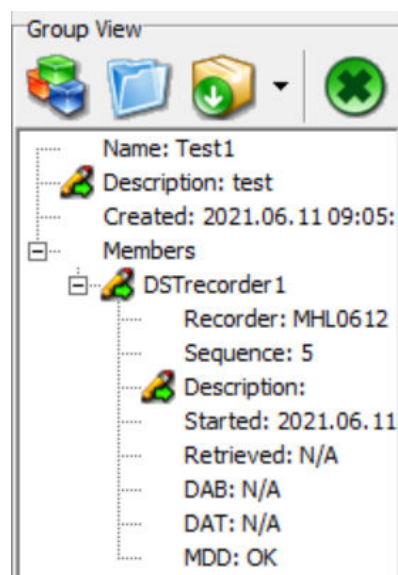 Group View
Name: Test1
Description: test
Created: 2021.06.11 09:05:
Members
DSTrecorder1
Recorder: MHL0612
Sequence: 5
Description:
Started: 2021.06.11
Retrieved: N/A
DAB: N/A
DAT: N/A
MDD: OK